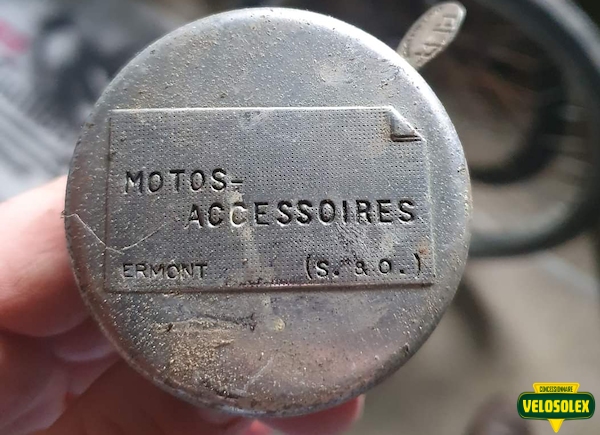 MOTOS-
ACCESSOIRES
ERMONT (S. & O.)
CONCESSIONNAIRE
VELOSOLEX